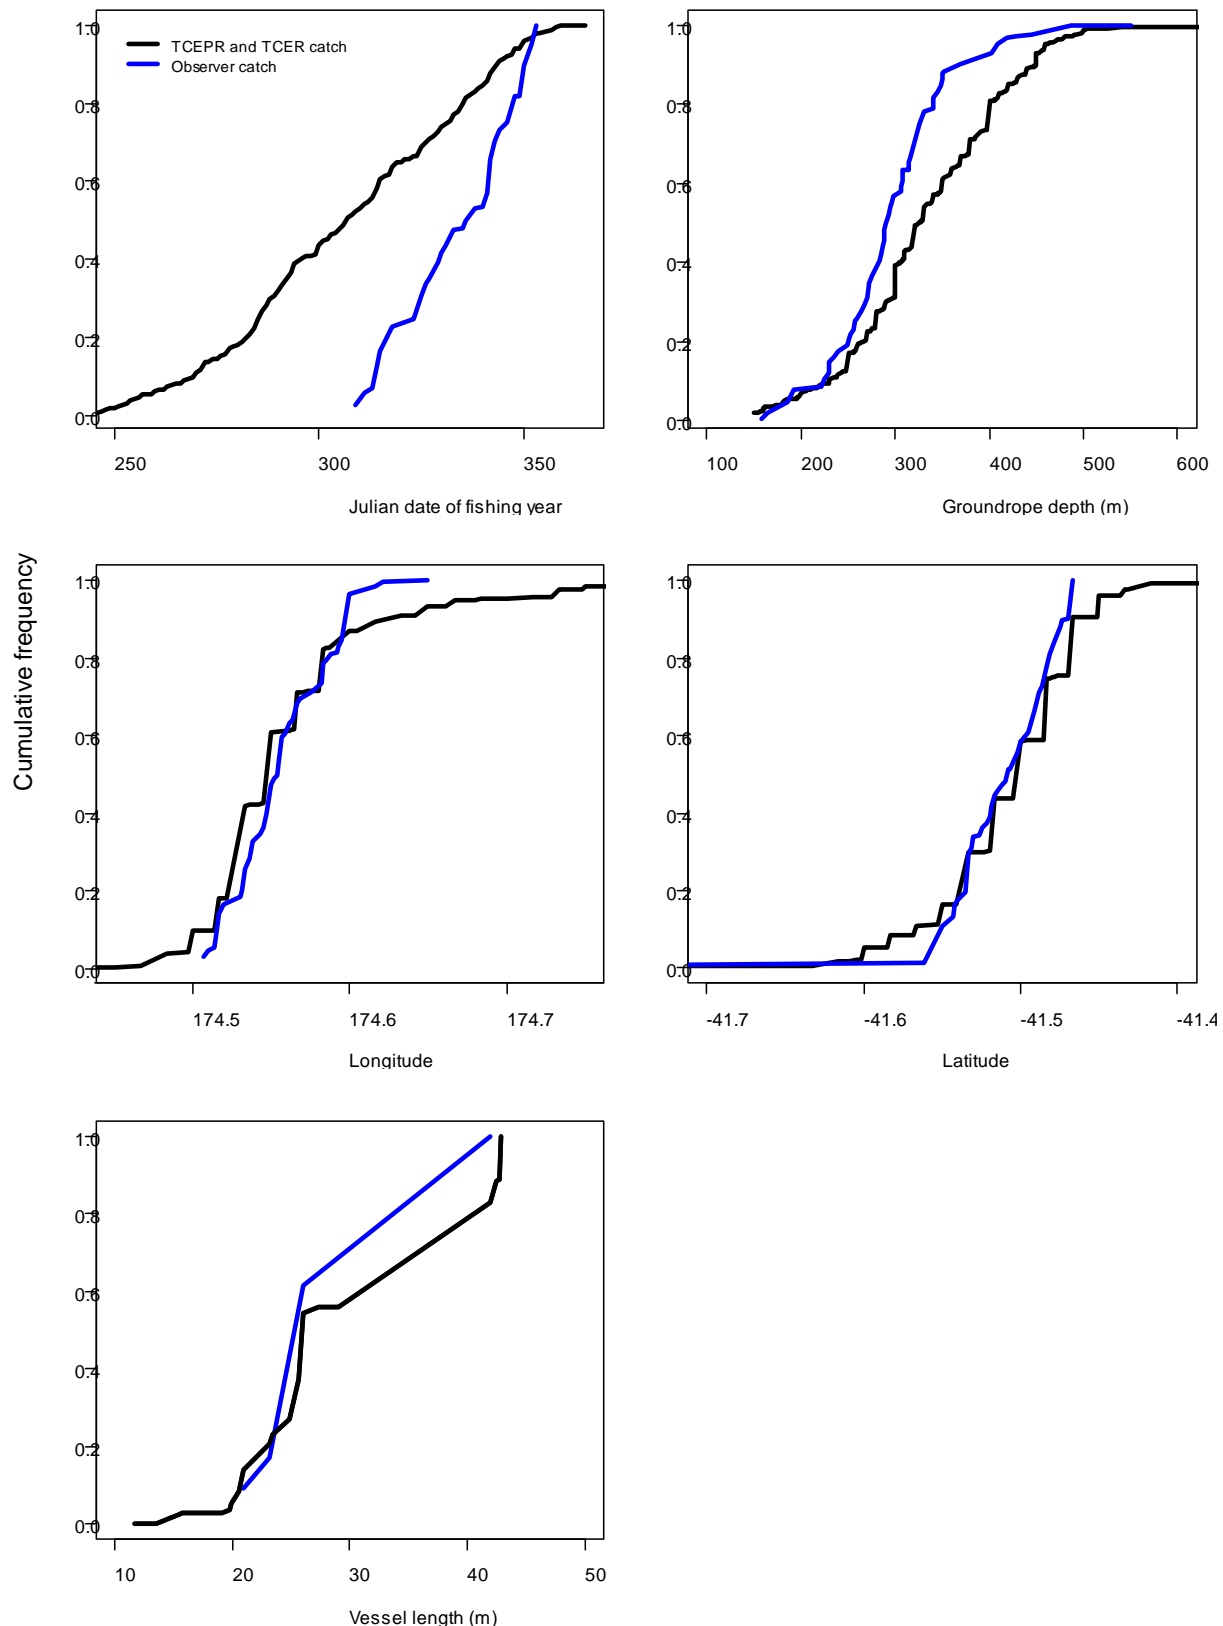 1.0
0.8
0.6
0.4
0.2
0.0
TCEPR and TCER catch
Observer catch
250 300 350
Julian date of fishing year
1.0
0.8
0.6
0.4
0.2
0.0
100 200 300 400 500 600
Groundrope depth (m)
Cumulative frequency
1.0
0.8
0.6
0.4
0.2
0.0
174.5 174.6 174.7
Longitude
1.0
0.8
0.6
0.4
0.2
0.0
-41.7 -41.6 -41.5 -41.4
Latitude
1.0
0.8
0.6
0.4
0.2
0.0
10 20 30 40 50
Vessel length (m)